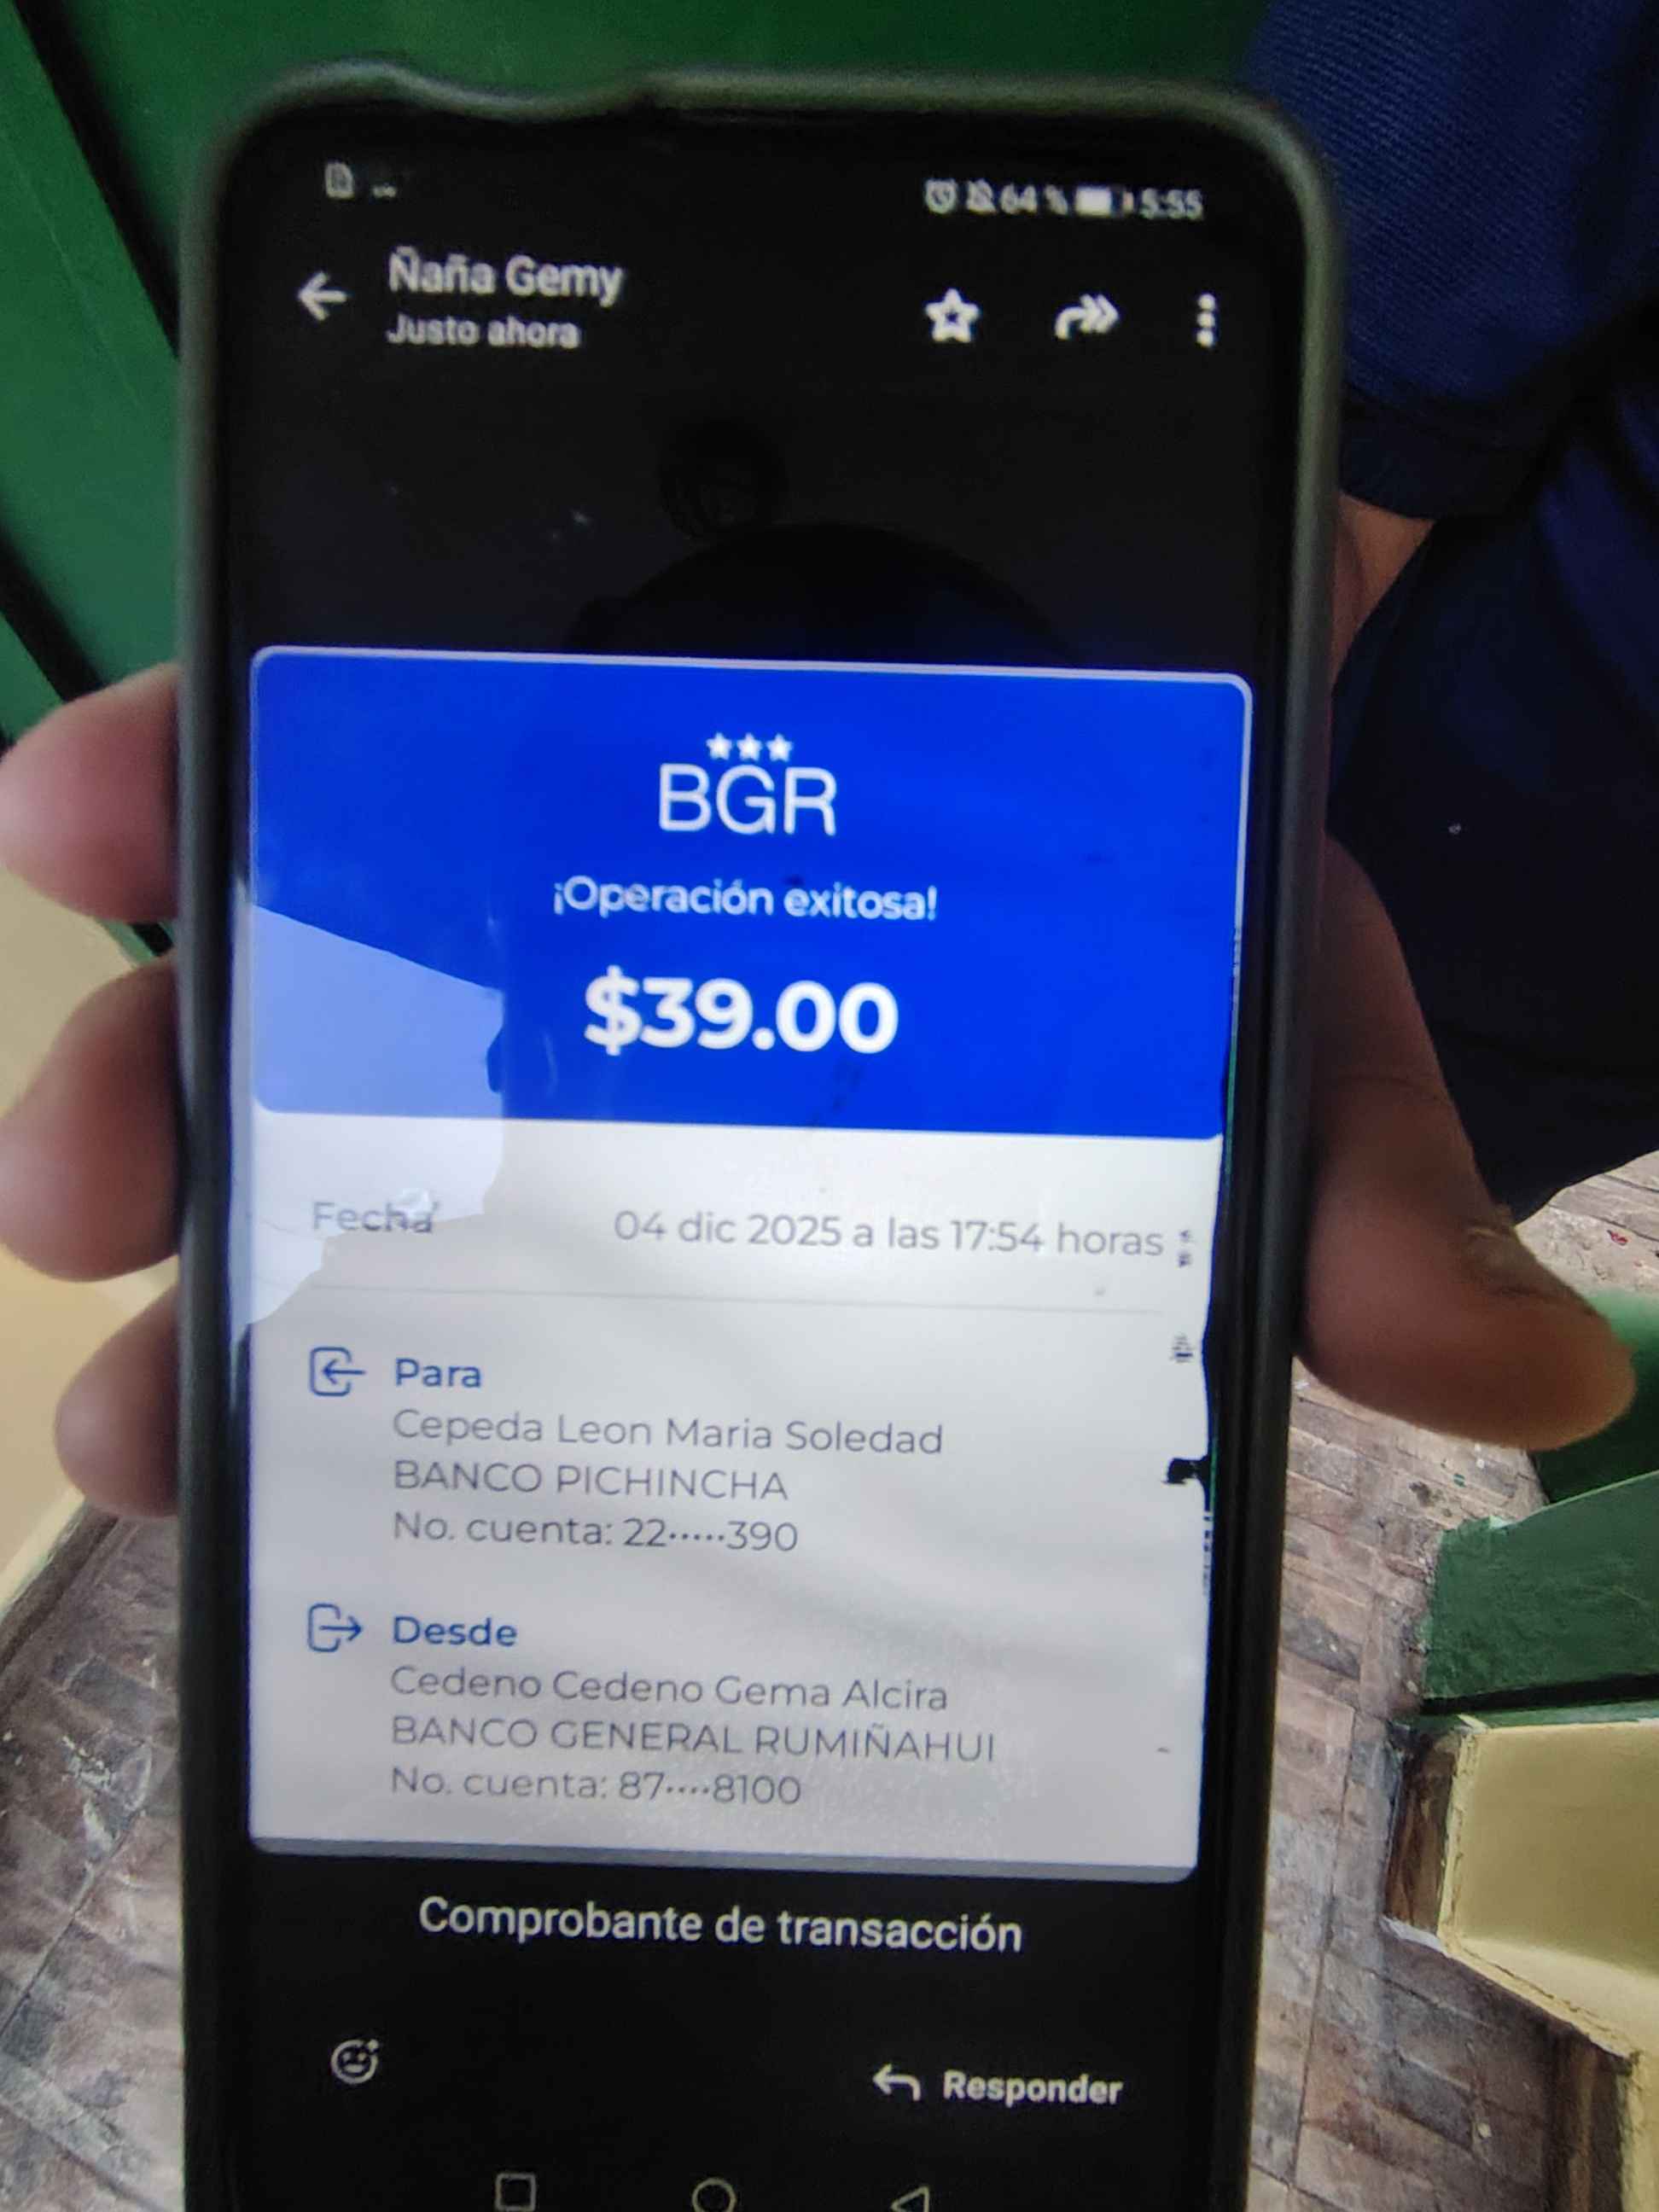 64 % 5:55
Ñaña Gemy
Justo ahora
BGR
¡Operación exitosa!
$39.00
Fecha 04 dic 2025 a las 17:54 horas
Para
Cepeda Leon Maria Soledad
BANCO PICHINCHA
No. cuenta: 22·····390
Desde
Cedeno Cedeno Gema Alcira
BANCO GENERAL RUMIÑAHUI
No. cuenta: 87····8100
Comprobante de transacción
Responder